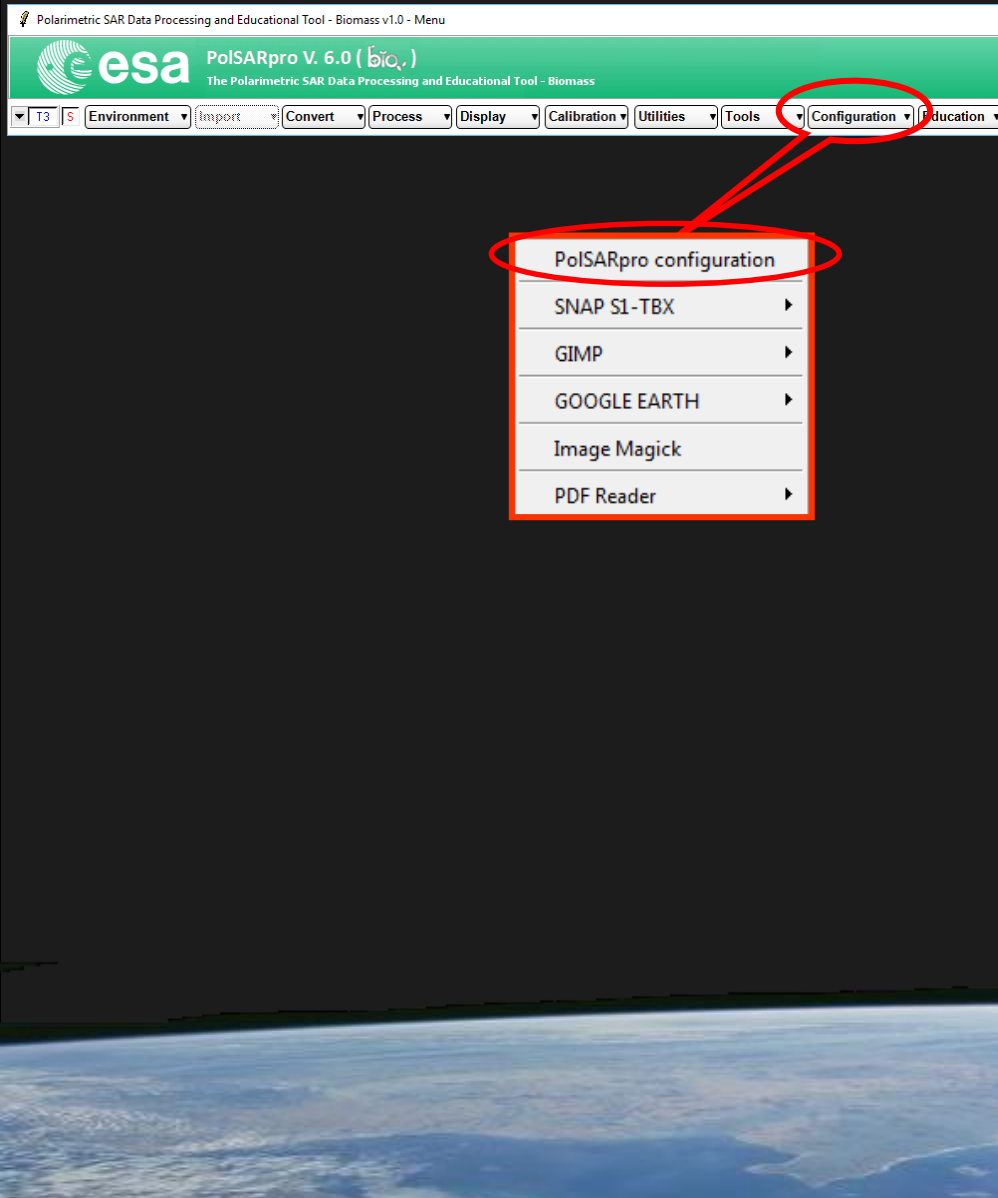 Polarimetric SAR Data Processing and Educational Tool - Biomass v1.0 - Menu
esa
PolSARpro V. 6.0 ( bio. )
The Polarimetric SAR Data Processing and Educational Tool - Biomass
T3 S Environment Import Convert Process Display Calibration Utilities Tools Configuration Education
PolSARpro configuration
SNAP S1-TBX
GIMP
GOOGLE EARTH
Image Magick
PDF Reader